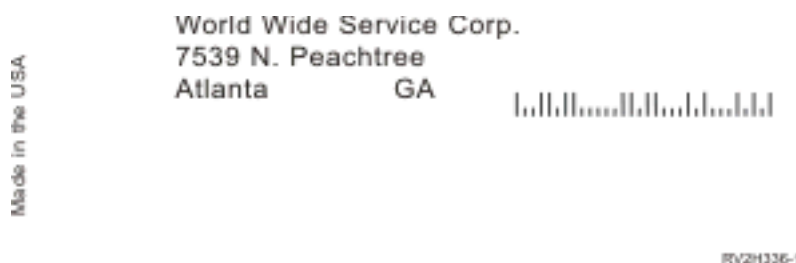 World Wide Service Corp.
7539 N. Peachtree
Atlanta GA
Made in the USA